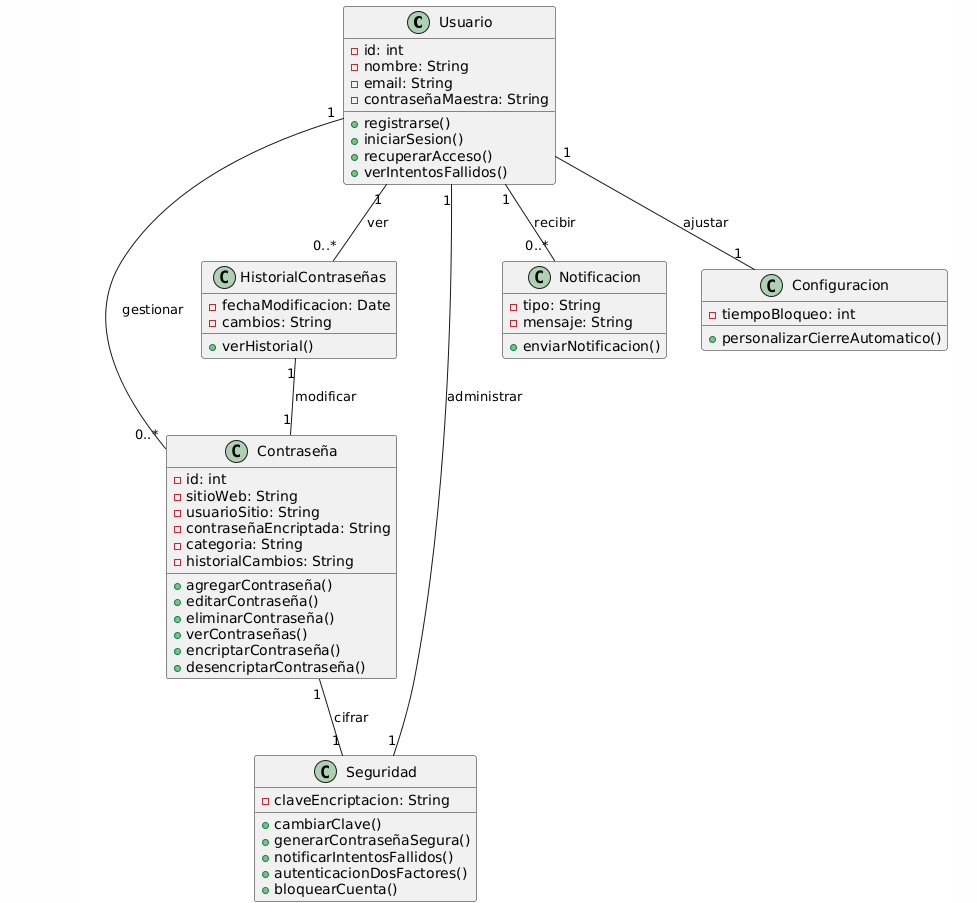 C Usuario
id: int
nombre: String
email: String
contraseñaMaestra: String
registrarse()
iniciarSesion()
recuperarAcceso()
verIntentosFallidos()
1
1
1
1
1
ver
recibir
ajustar
0..*
0..*
1
gestionar
C HistorialContraseñas
fechaModificacion: Date
cambios: String
verHistorial()
C Notificacion
tipo: String
mensaje: String
enviarNotificacion()
C Configuracion
tiempoBloqueo: int
personalizarCierreAutomatico()
1
modificar
administrar
1
0..*
C Contraseña
id: int
sitioWeb: String
usuarioSitio: String
contraseñaEncriptada: String
categoria: String
historialCambios: String
agregarContraseña()
editarContraseña()
eliminarContraseña()
verContraseñas()
encriptarContraseña()
desencriptarContraseña()
1
cifrar
1
1
C Seguridad
claveEncriptacion: String
cambiarClave()
generarContraseñaSegura()
notificarIntentosFallidos()
autenticacionDosFactores()
bloquearCuenta()